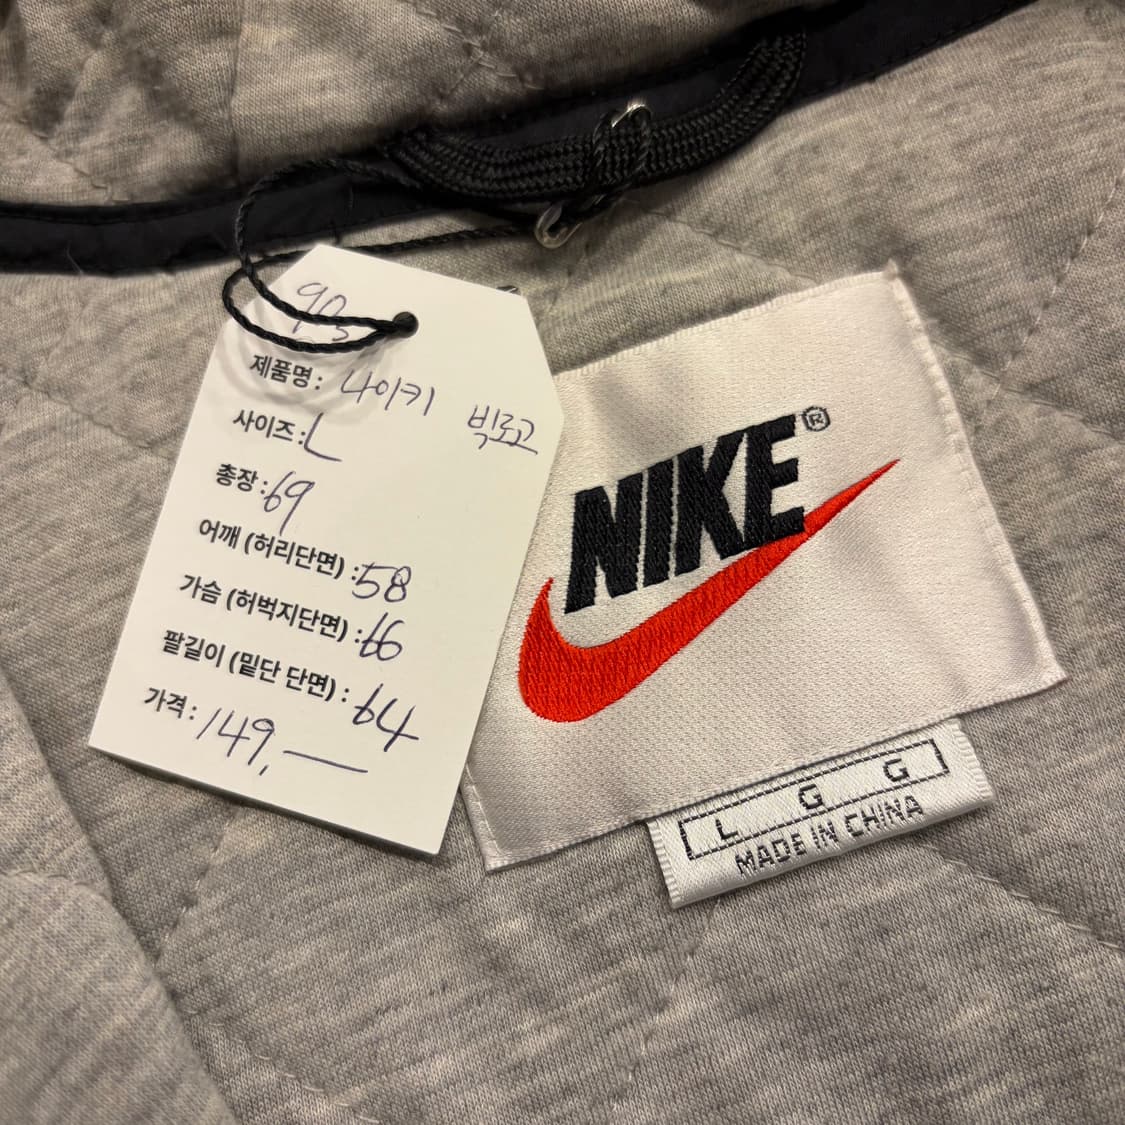 90s
제품명: 나이키 빅로고
사이즈: L
총장: 69
어깨 (허리단면) : 58
가슴 (허벅지단면) : 66
팔길이 (밑단 단면) : 64
가격: 149,—
NIKE®
L G G
MADE IN CHINA